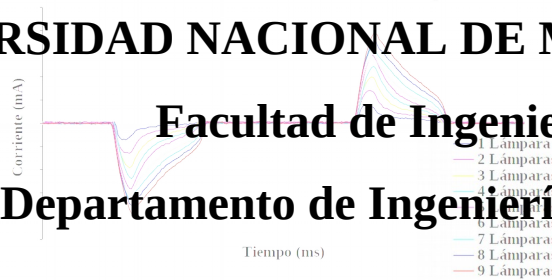 RSIDAD NACIONAL DE M
Facultad de Ingenie
Departamento de Ingenierí
Corriente (mA)
Tiempo (ms)
1 Lámpara
2 Lámpara
3 Lámpara
4 Lámpara
6 Lámpara
7 Lámpara
8 Lámpara
9 Lámpara